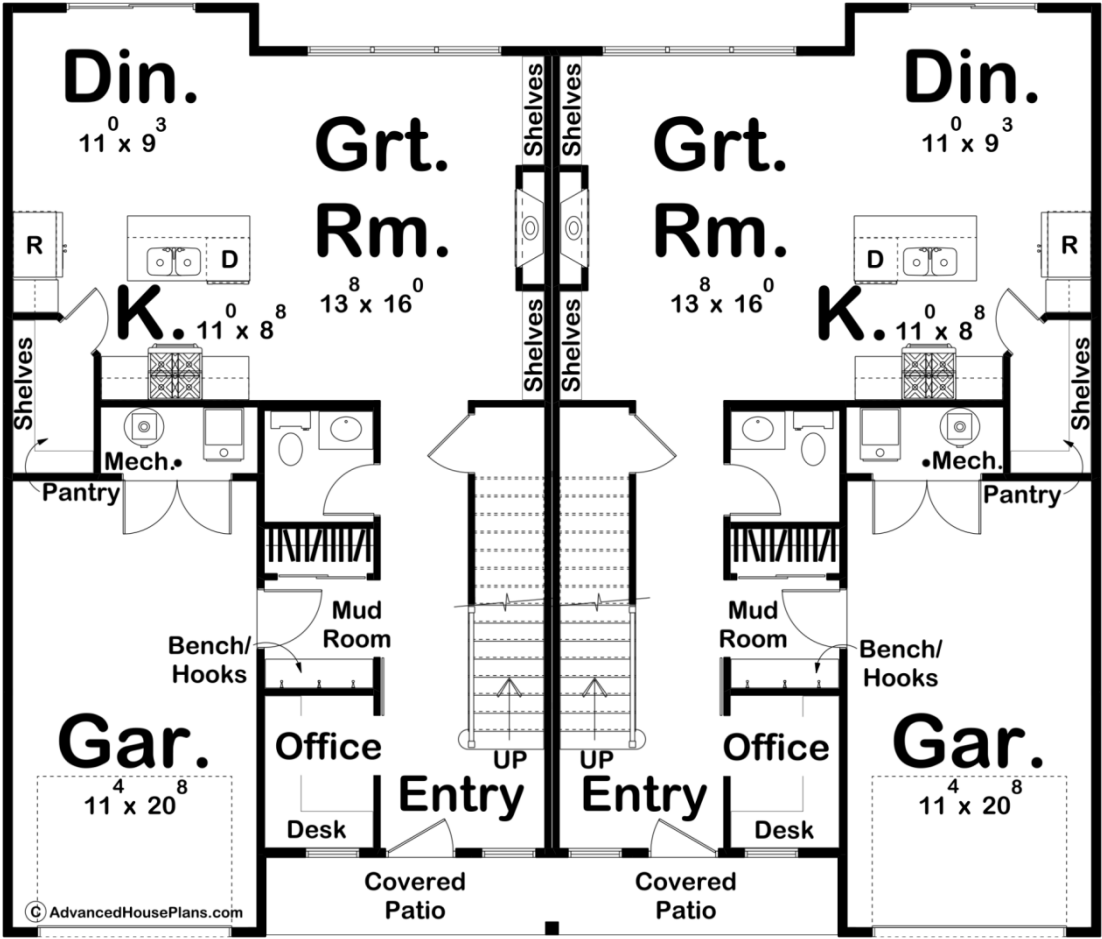 Din.
11⁰ x 9³
Grt.
Rm.
13⁸ x 16⁰
Shelves
Shelves
R
D
K. 11⁰ x 8⁸
Shelves
Mech.
Pantry
Mud
Room
Bench/
Hooks
Gar.
11⁴ x 20⁸
Office
Desk
UP
Entry
Covered
Patio
© AdvancedHousePlans.com
Shelves
Shelves
Grt.
Rm.
13⁸ x 16⁰
Din.
11⁰ x 9³
D
R
K. 11⁰ x 8⁸
Shelves
Mech.
Pantry
Mud
Room
Bench/
Hooks
UP
Entry
Office
Desk
Gar.
11⁴ x 20⁸
Covered
Patio